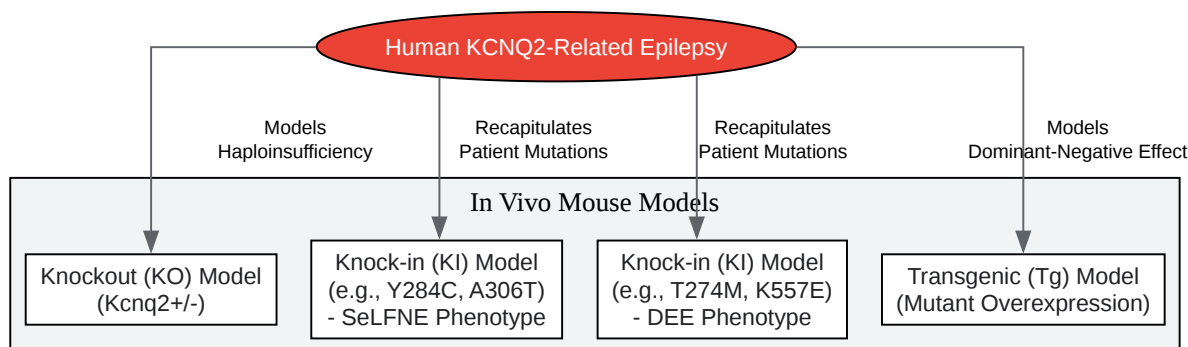 Human KCNQ2-Related Epilepsy
Models
Haploinsufficiency
Recapitulates
Patient Mutations
Recapitulates
Patient Mutations
Models
Dominant-Negative Effect
In Vivo Mouse Models
Knockout (KO) Model
(Kcnq2+/-)
Knock-in (KI) Model
(e.g., Y284C, A306T)
- SeLFNE Phenotype
Knock-in (KI) Model
(e.g., T274M, K557E)
- DEE Phenotype
Transgenic (Tg) Model
(Mutant Overexpression)